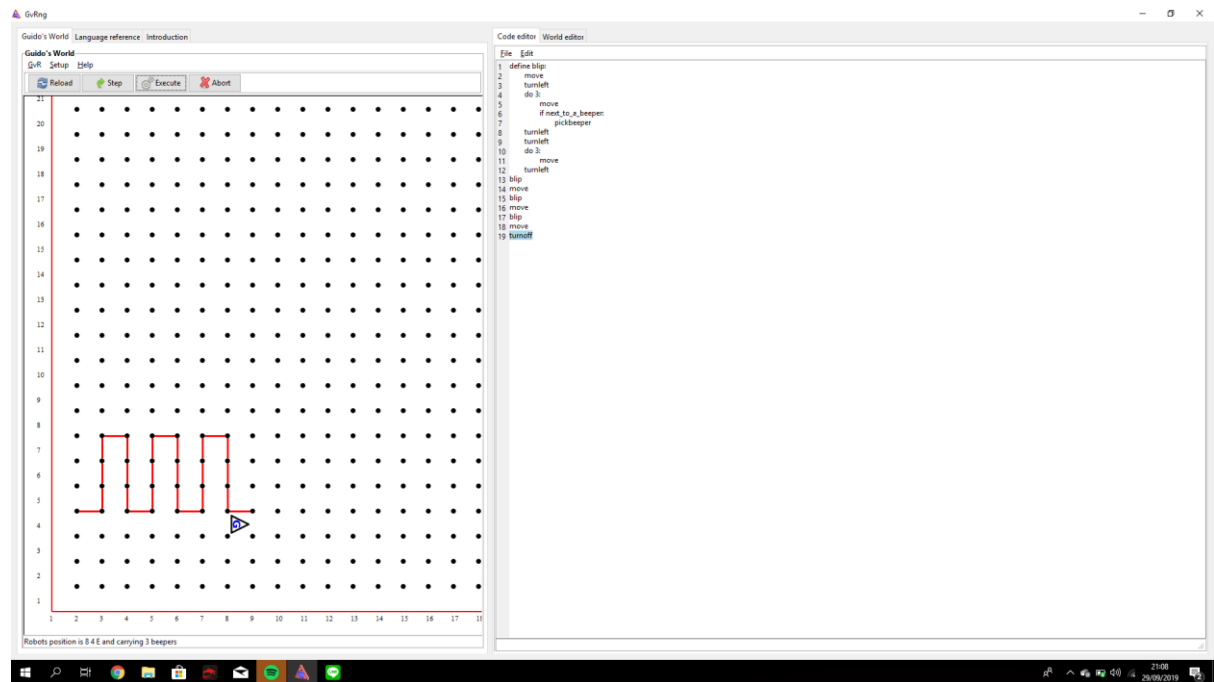 GvRng
Guido's World Language reference Introduction
Guido's World
GvR Setup Help
Reload Step Execute Abort
21
20
19
18
17
16
15
14
13
12
11
10
9
8
7
6
5
4
3
2
1
1 2 3 4 5 6 7 8 9 10 11 12 13 14 15 16 17 18
Robots position is 8 4 E and carrying 3 beepers
Code editor World editor
File Edit
1 define blip:
2 move
3 turnleft
4 do 3:
5 move
6 if next_to_a_beeper:
7 pickbeeper
8 turnleft
9 turnleft
10 do 3:
11 move
12 turnleft
13 blip
14 move
15 blip
16 move
17 blip
18 move
19 turnoff
21:08
29/09/2019